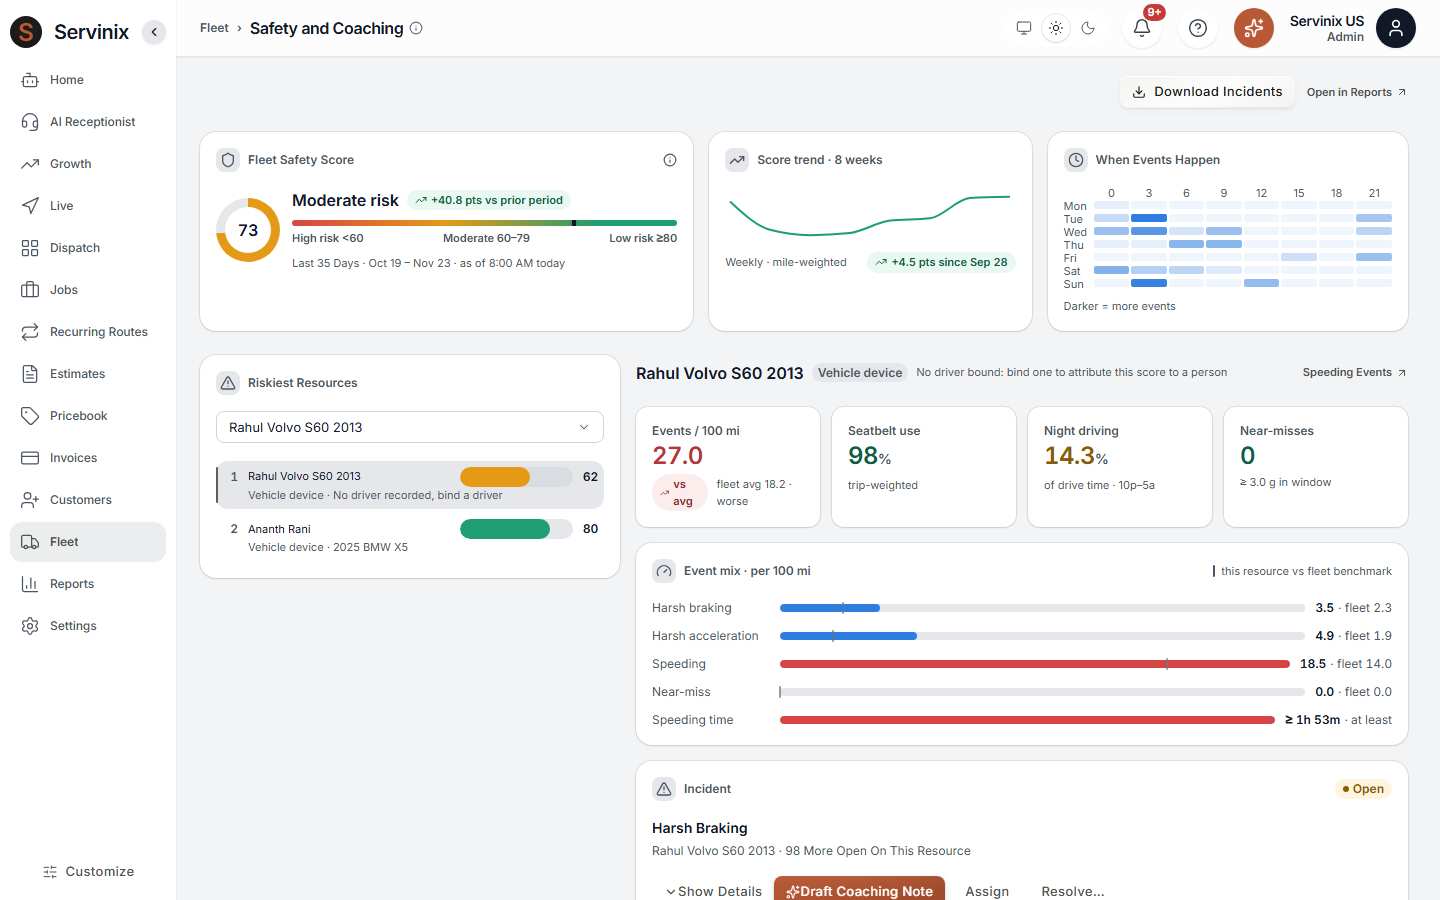 S Servinix
Fleet › Safety and Coaching
9+
Servinix US
Admin
Home
AI Receptionist
Growth
Live
Dispatch
Jobs
Recurring Routes
Estimates
Pricebook
Invoices
Customers
Fleet
Reports
Settings
Customize
Download Incidents
Open in Reports
Fleet Safety Score
73
Moderate risk
+40.8 pts vs prior period
High risk <60
Moderate 60–79
Low risk ≥80
Last 35 Days · Oct 19 – Nov 23 · as of 8:00 AM today
Score trend · 8 weeks
Weekly · mile-weighted
+4.5 pts since Sep 28
When Events Happen
0 3 6 9 12 15 18 21
Mon
Tue
Wed
Thu
Fri
Sat
Sun
Darker = more events
Riskiest Resources
Rahul Volvo S60 2013
1 Rahul Volvo S60 2013 62
Vehicle device · No driver recorded, bind a driver
2 Ananth Rani 80
Vehicle device · 2025 BMW X5
Rahul Volvo S60 2013 Vehicle device No driver bound: bind one to attribute this score to a person
Speeding Events
Events / 100 mi
27.0
vs avg
fleet avg 18.2 · worse
Seatbelt use
98%
trip-weighted
Night driving
14.3%
of drive time · 10p–5a
Near-misses
0
≥ 3.0 g in window
Event mix · per 100 mi
this resource vs fleet benchmark
Harsh braking 3.5 · fleet 2.3
Harsh acceleration 4.9 · fleet 1.9
Speeding 18.5 · fleet 14.0
Near-miss 0.0 · fleet 0.0
Speeding time ≥ 1h 53m · at least
Incident
Open
Harsh Braking
Rahul Volvo S60 2013 · 98 More Open On This Resource
Show Details
Draft Coaching Note
Assign
Resolve...